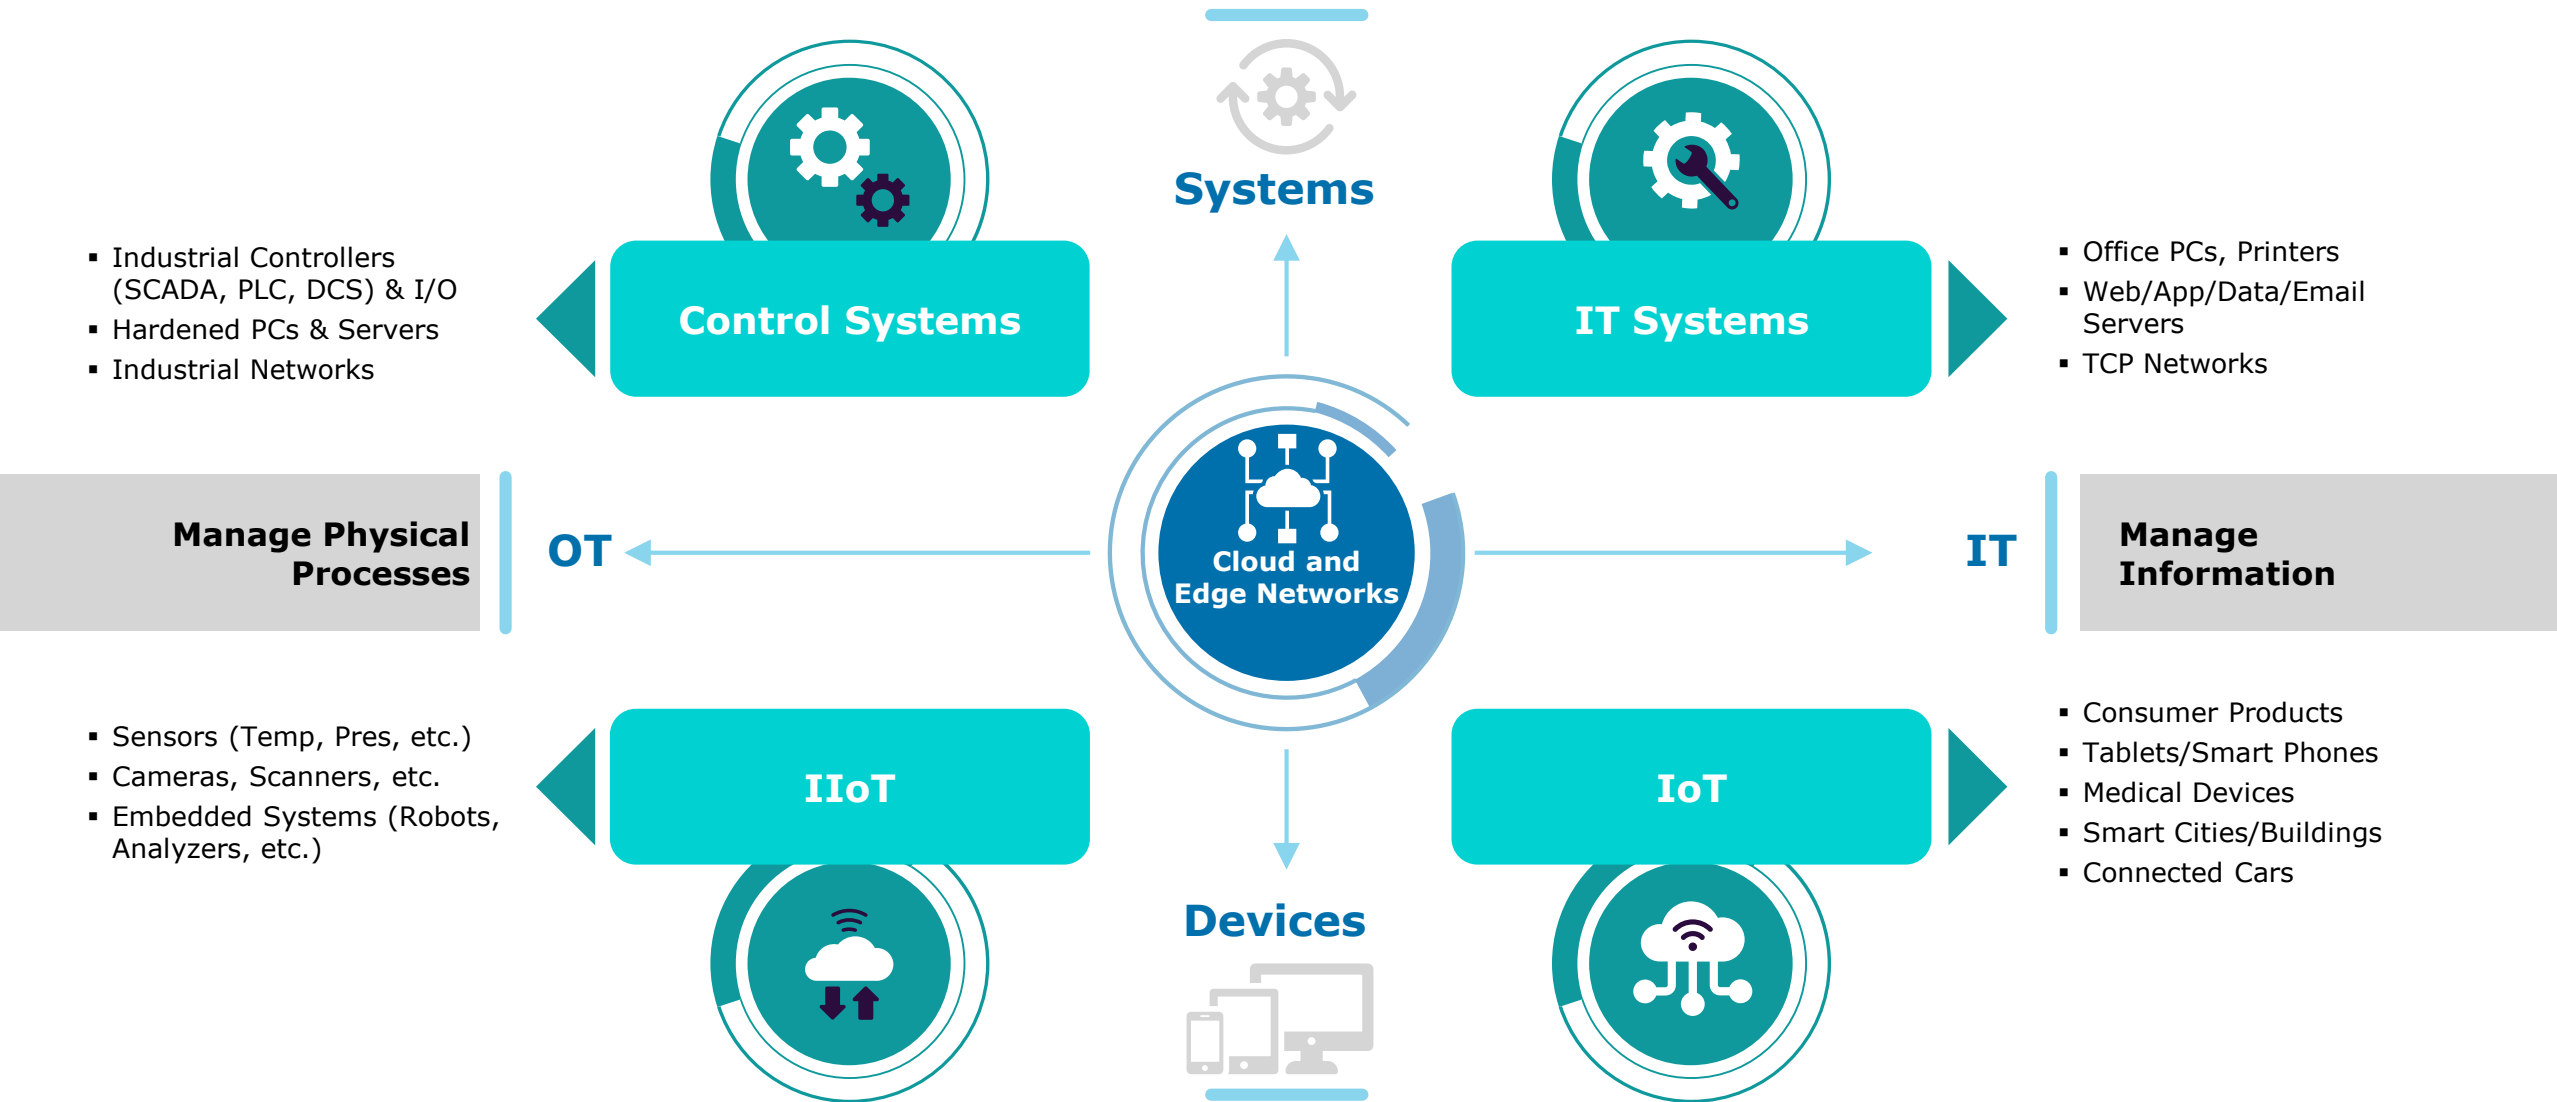 Systems
▪ Industrial Controllers
(SCADA, PLC, DCS) & I/O
▪ Hardened PCs & Servers
▪ Industrial Networks
Control Systems
IT Systems
▪ Office PCs, Printers
▪ Web/App/Data/Email
Servers
▪ TCP Networks
Manage Physical
Processes
OT
Cloud and
Edge Networks
IT
Manage
Information
▪ Sensors (Temp, Pres, etc.)
▪ Cameras, Scanners, etc.
▪ Embedded Systems (Robots,
Analyzers, etc.)
IIoT
IoT
▪ Consumer Products
▪ Tablets/Smart Phones
▪ Medical Devices
▪ Smart Cities/Buildings
▪ Connected Cars
Devices